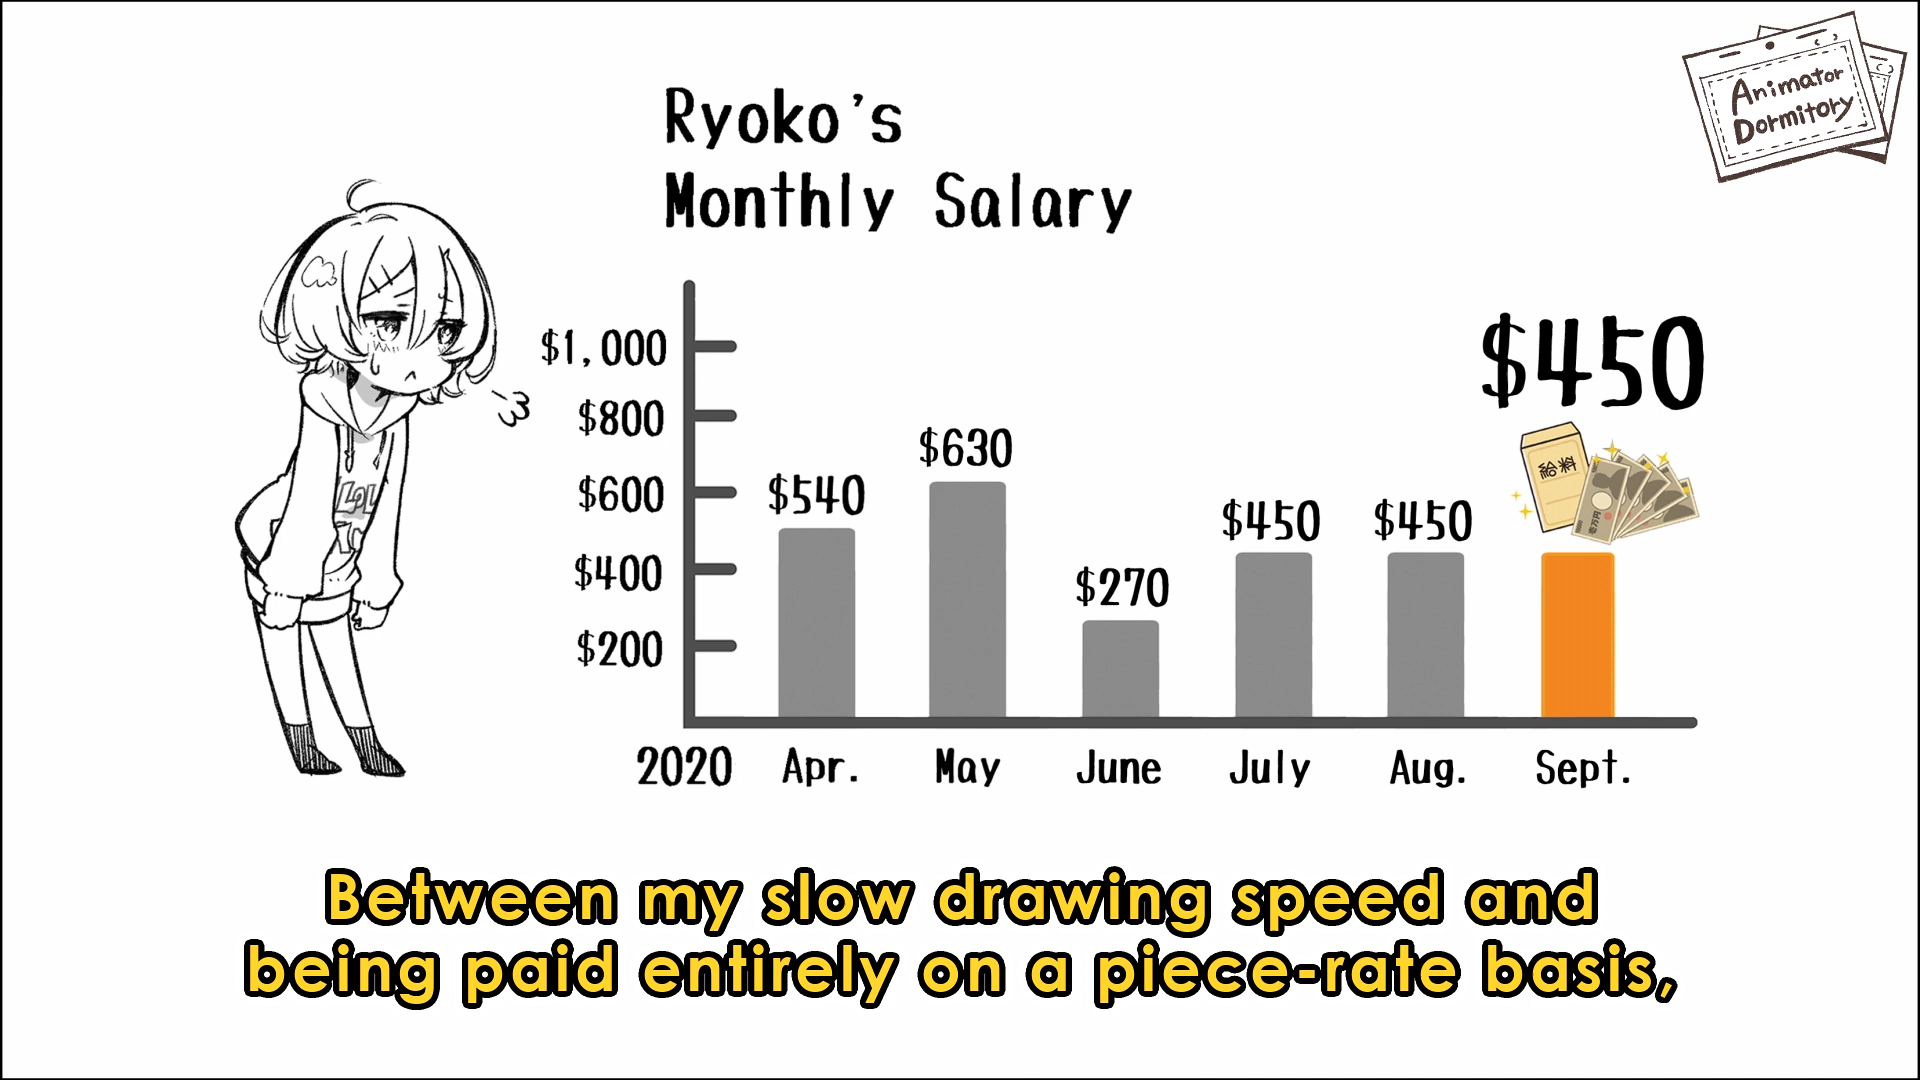 Animator
Dormitory
Ryoko's
Monthly Salary
$1,000
$800
$600
$400
$200
$540
$630
$270
$450
$450
$450
給料
2020 Apr. May June July Aug. Sept.
Between my slow drawing speed and
being paid entirely on a piece-rate basis,